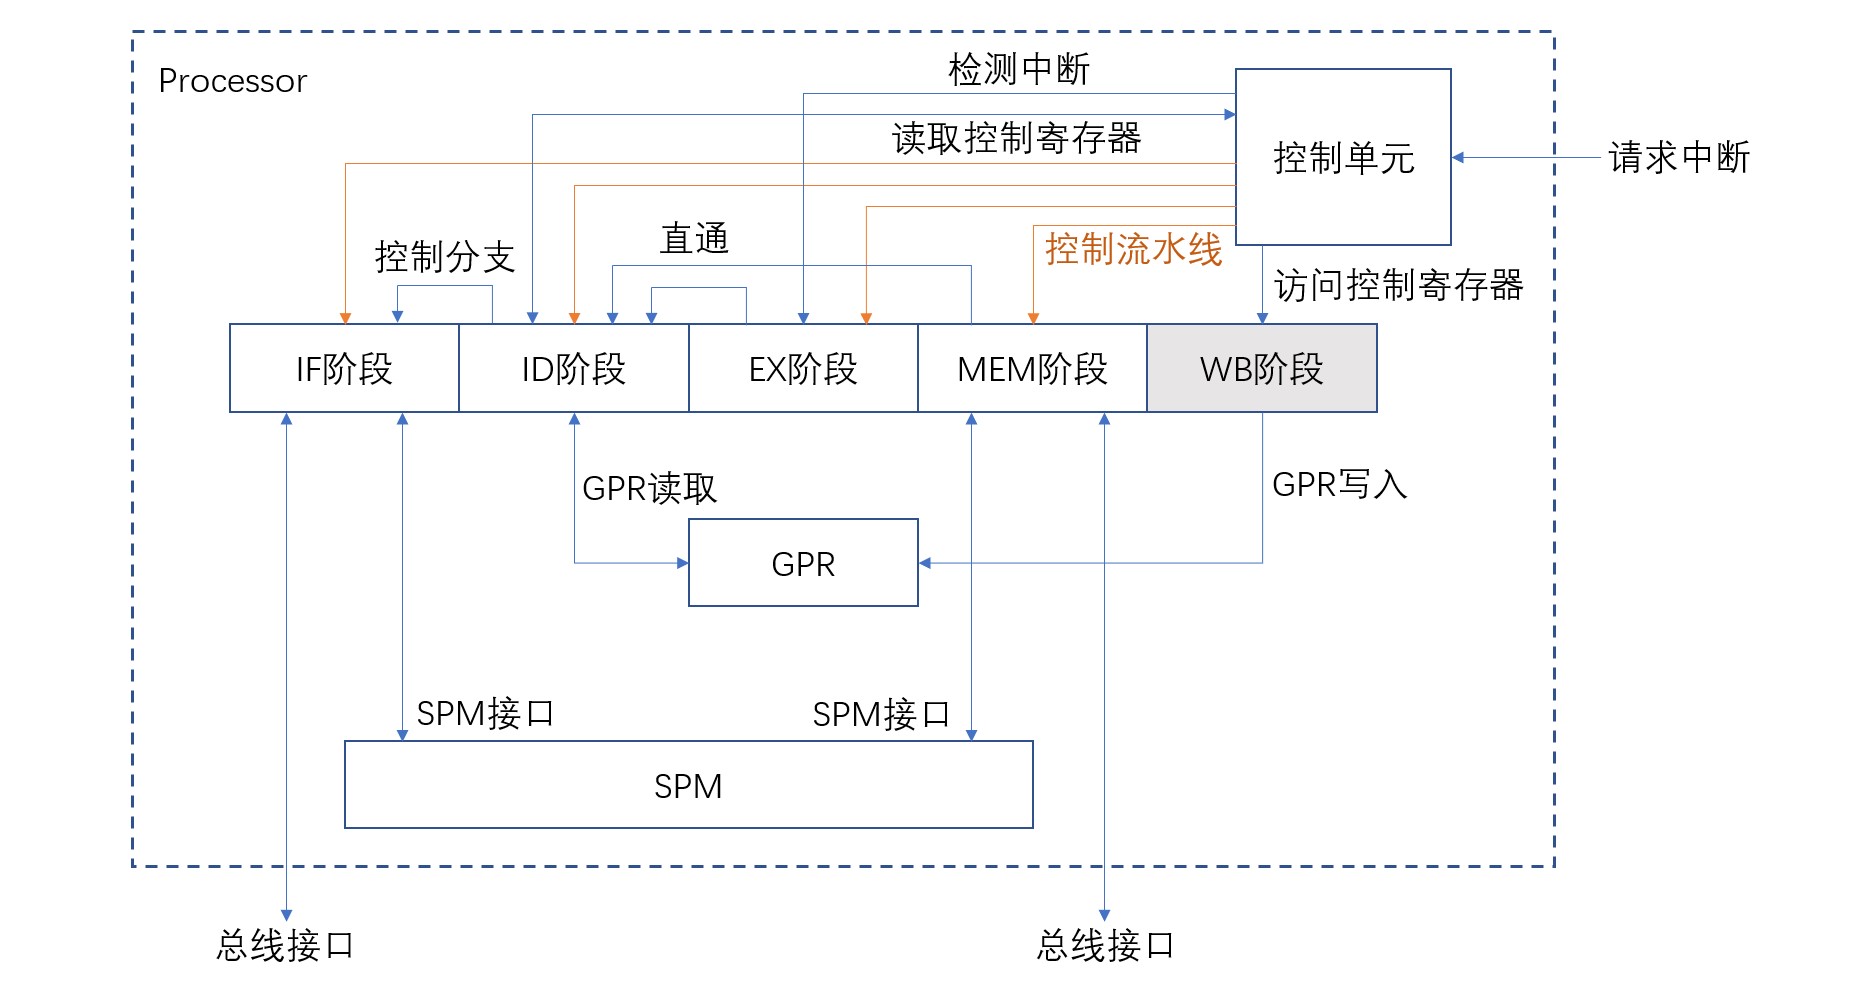 检测中断
Processor
读取控制寄存器
控制单元
请求中断
直通
控制分支
控制流水线
访问控制寄存器
IF阶段
ID阶段
EX阶段
MEM阶段
WB阶段
GPR读取
GPR写入
GPR
SPM接口
SPM接口
SPM
总线接口
总线接口